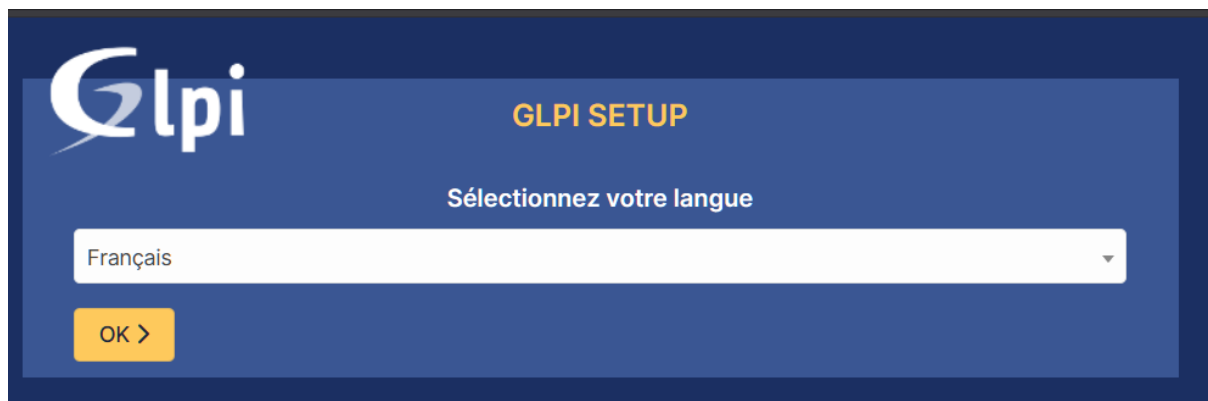 Glpi
GLPI SETUP
Sélectionnez votre langue
Français
OK >